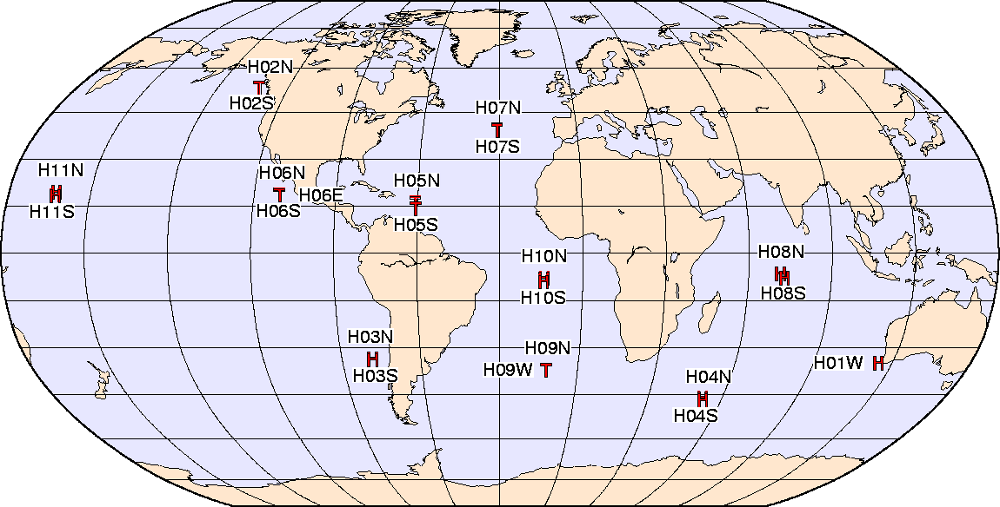 H02N
T
H02S
H07N
T
H07S
H11N
H
H11S
H06N
T
H06E
H06S
H05N
T
T
H05S
H10N
H
H10S
H08N
H
H
H08S
H03N
H
H03S
H09N
H09W
T
H01W
H
H04N
H
H04S